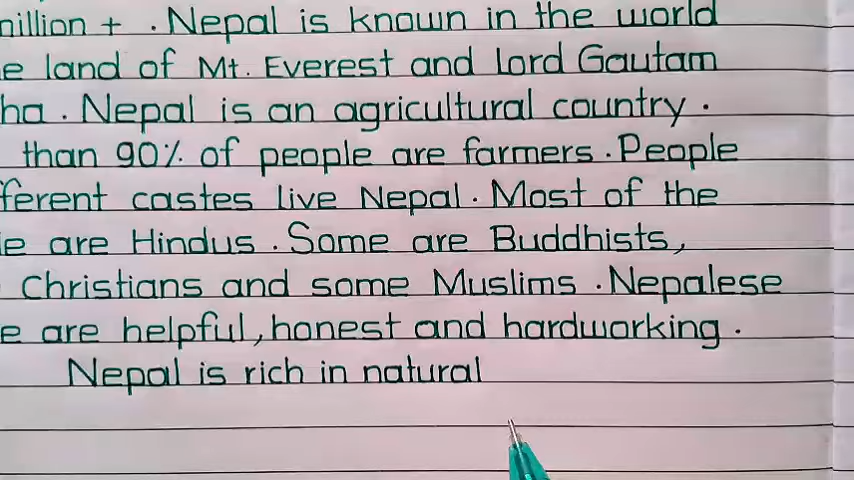 million + . Nepal is known in the world
land of Mt. Everest and Lord Gautam
. Nepal is an agricultural country .
than 90% of people are farmers . People
castes live Nepal . Most of the
are Hindus . Some are Buddhists,
Christians and some Muslims . Nepalese
are helpful, honest and hardworking .
Nepal is rich in natural